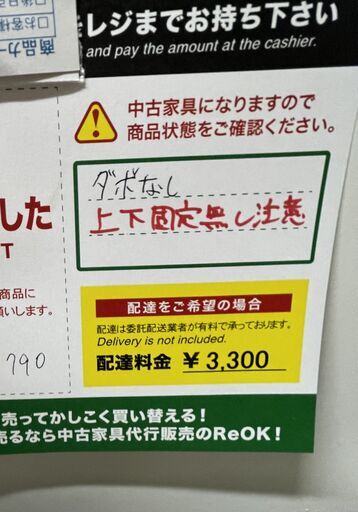 レジまでお持ち下さい
and pay the amount at the cashier.
商品カー
中古家具になりますので
商品状態をご確認ください。
ダボなし
上下固定無し注意
した
T
商品に
願いします。
790
配達をご希望の場合
配達は委託配送業者が有料で承っております。
Delivery is not included.
配達料金 ¥3,300
売ってかしこく買い替える!
売るなら中古家具代行販売のReOK!